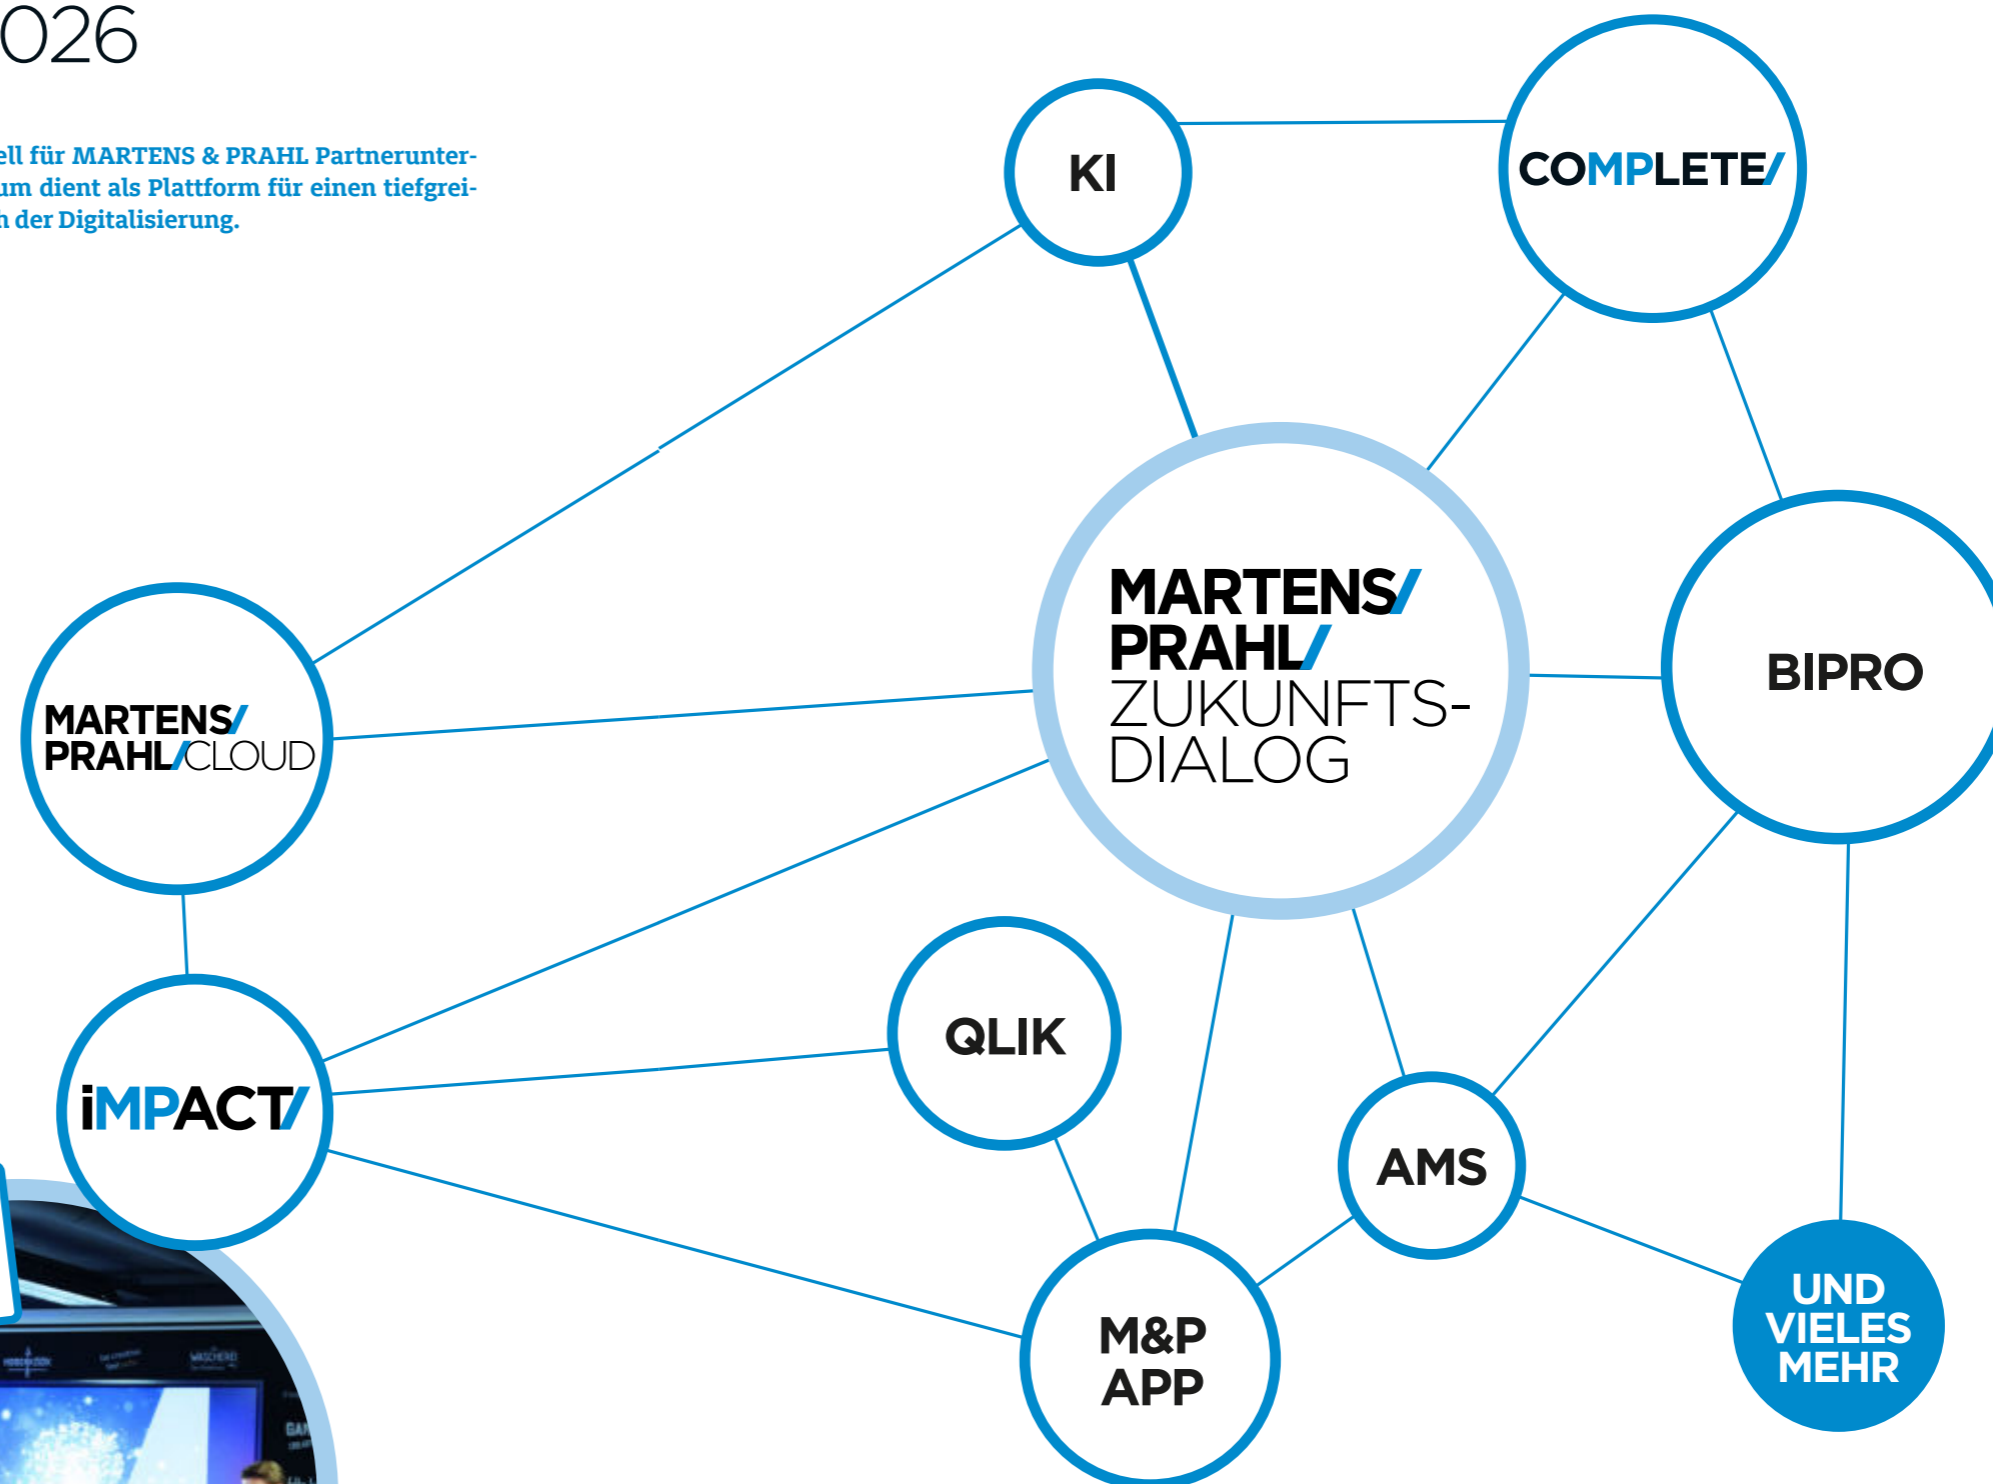 026
ell für MARTENS & PRAHL Partnerunter-
um dient als Plattform für einen tiefgrei-
h der Digitalisierung.
KI
COMPLETE/
MARTENS/
PRAHL/
ZUKUNFTS-
DIALOG
BIPRO
MARTENS/
PRAHL/CLOUD
QLIK
iMPACT/
AMS
M&P
APP
UND
VIELES
MEHR
WÄSCHEREI